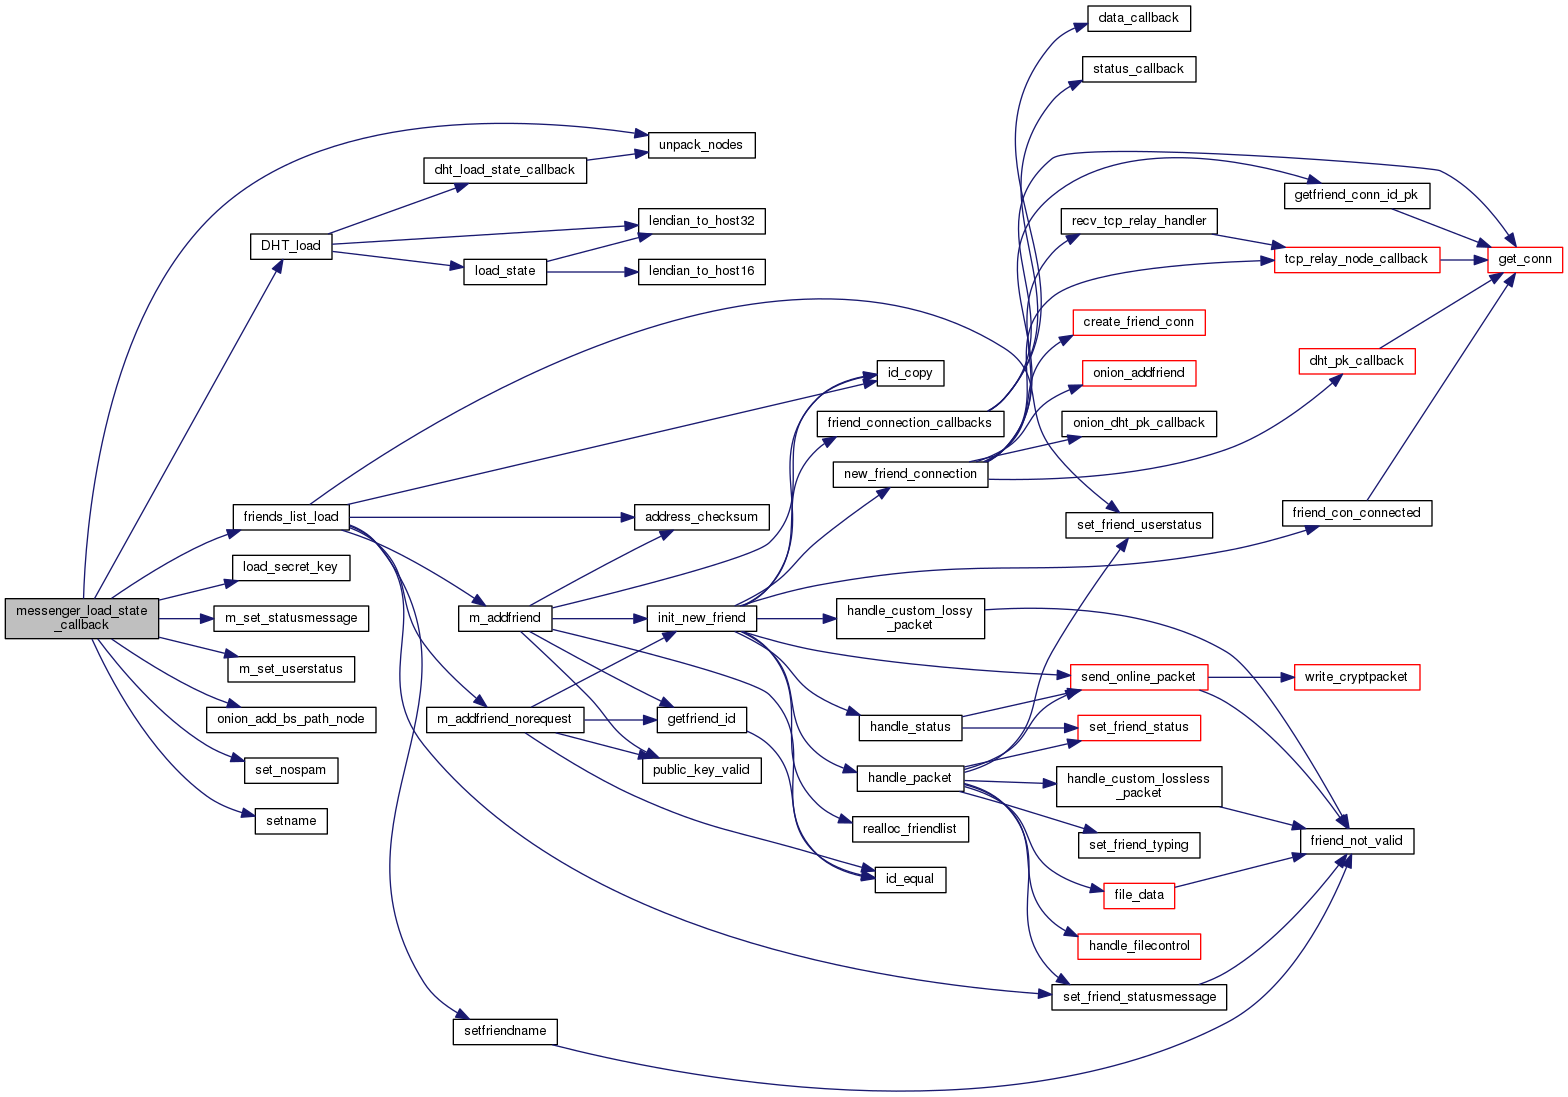 data_callback
status_callback
unpack_nodes
dht_load_state_callback
getfriend_conn_id_pk
lendian_to_host32
recv_tcp_relay_handler
DHT_load
tcp_relay_node_callback
get_conn
load_state
lendian_to_host16
create_friend_conn
dht_pk_callback
id_copy
onion_addfriend
friend_connection_callbacks
onion_dht_pk_callback
new_friend_connection
friends_list_load
address_checksum
friend_con_connected
set_friend_userstatus
load_secret_key
messenger_load_state
_callback
m_set_statusmessage
m_addfriend
init_new_friend
handle_custom_lossy
_packet
m_set_userstatus
send_online_packet
write_cryptpacket
onion_add_bs_path_node
m_addfriend_norequest
getfriend_id
handle_status
set_friend_status
set_nospam
public_key_valid
handle_packet
handle_custom_lossless
_packet
setname
realloc_friendlist
set_friend_typing
friend_not_valid
id_equal
file_data
handle_filecontrol
set_friend_statusmessage
setfriendname